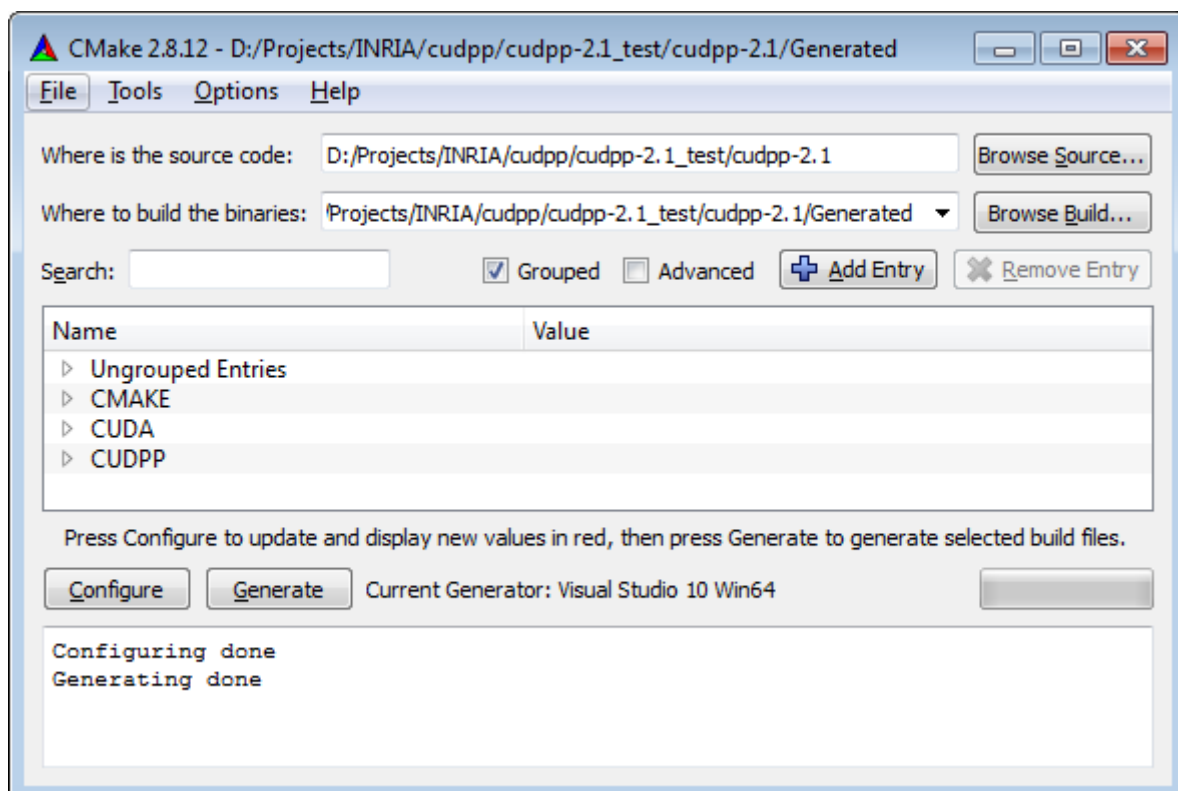 CMake 2.8.12 - D:/Projects/INRIA/cudpp/cudpp-2.1_test/cudpp-2.1/Generated
File Tools Options Help
Where is the source code: D:/Projects/INRIA/cudpp/cudpp-2.1_test/cudpp-2.1 Browse Source...
Where to build the binaries: /Projects/INRIA/cudpp/cudpp-2.1_test/cudpp-2.1/Generated Browse Build...
Search: Grouped Advanced Add Entry Remove Entry
Name Value
Ungrouped Entries
CMAKE
CUDA
CUDPP
Press Configure to update and display new values in red, then press Generate to generate selected build files.
Configure Generate Current Generator: Visual Studio 10 Win64
Configuring done
Generating done